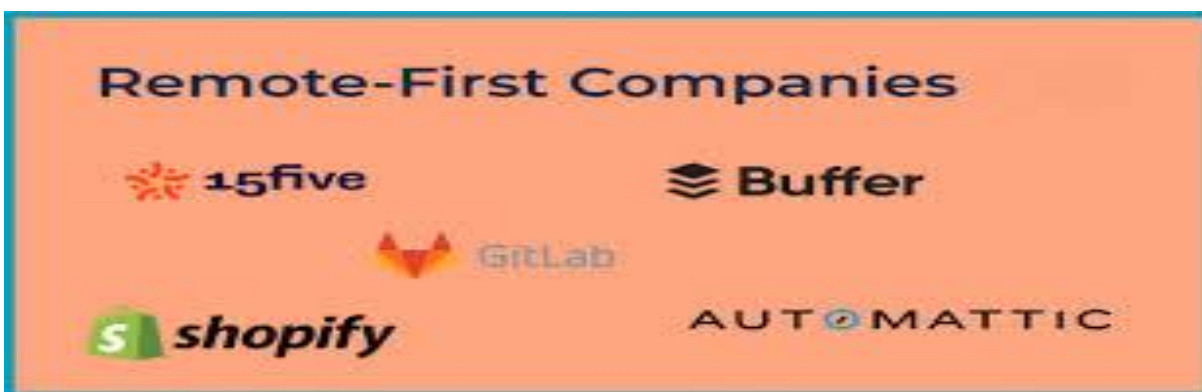 Remote-First Companies
15five
Buffer
GitLab
shopify
AUTOMATTIC